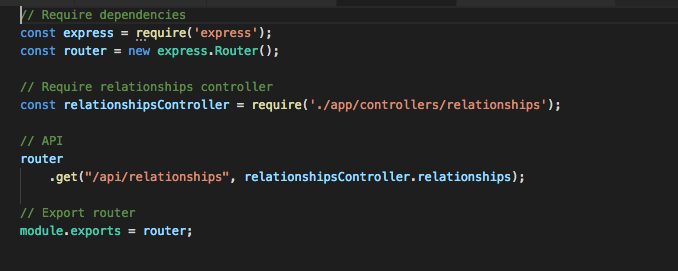 // Require dependencies
const express = require('express');
const router = new express.Router();
// Require relationships controller
const relationshipsController = require('./app/controllers/relationships');
// API
router
.get("/api/relationships", relationshipsController.relationships);
// Export router
module.exports = router;